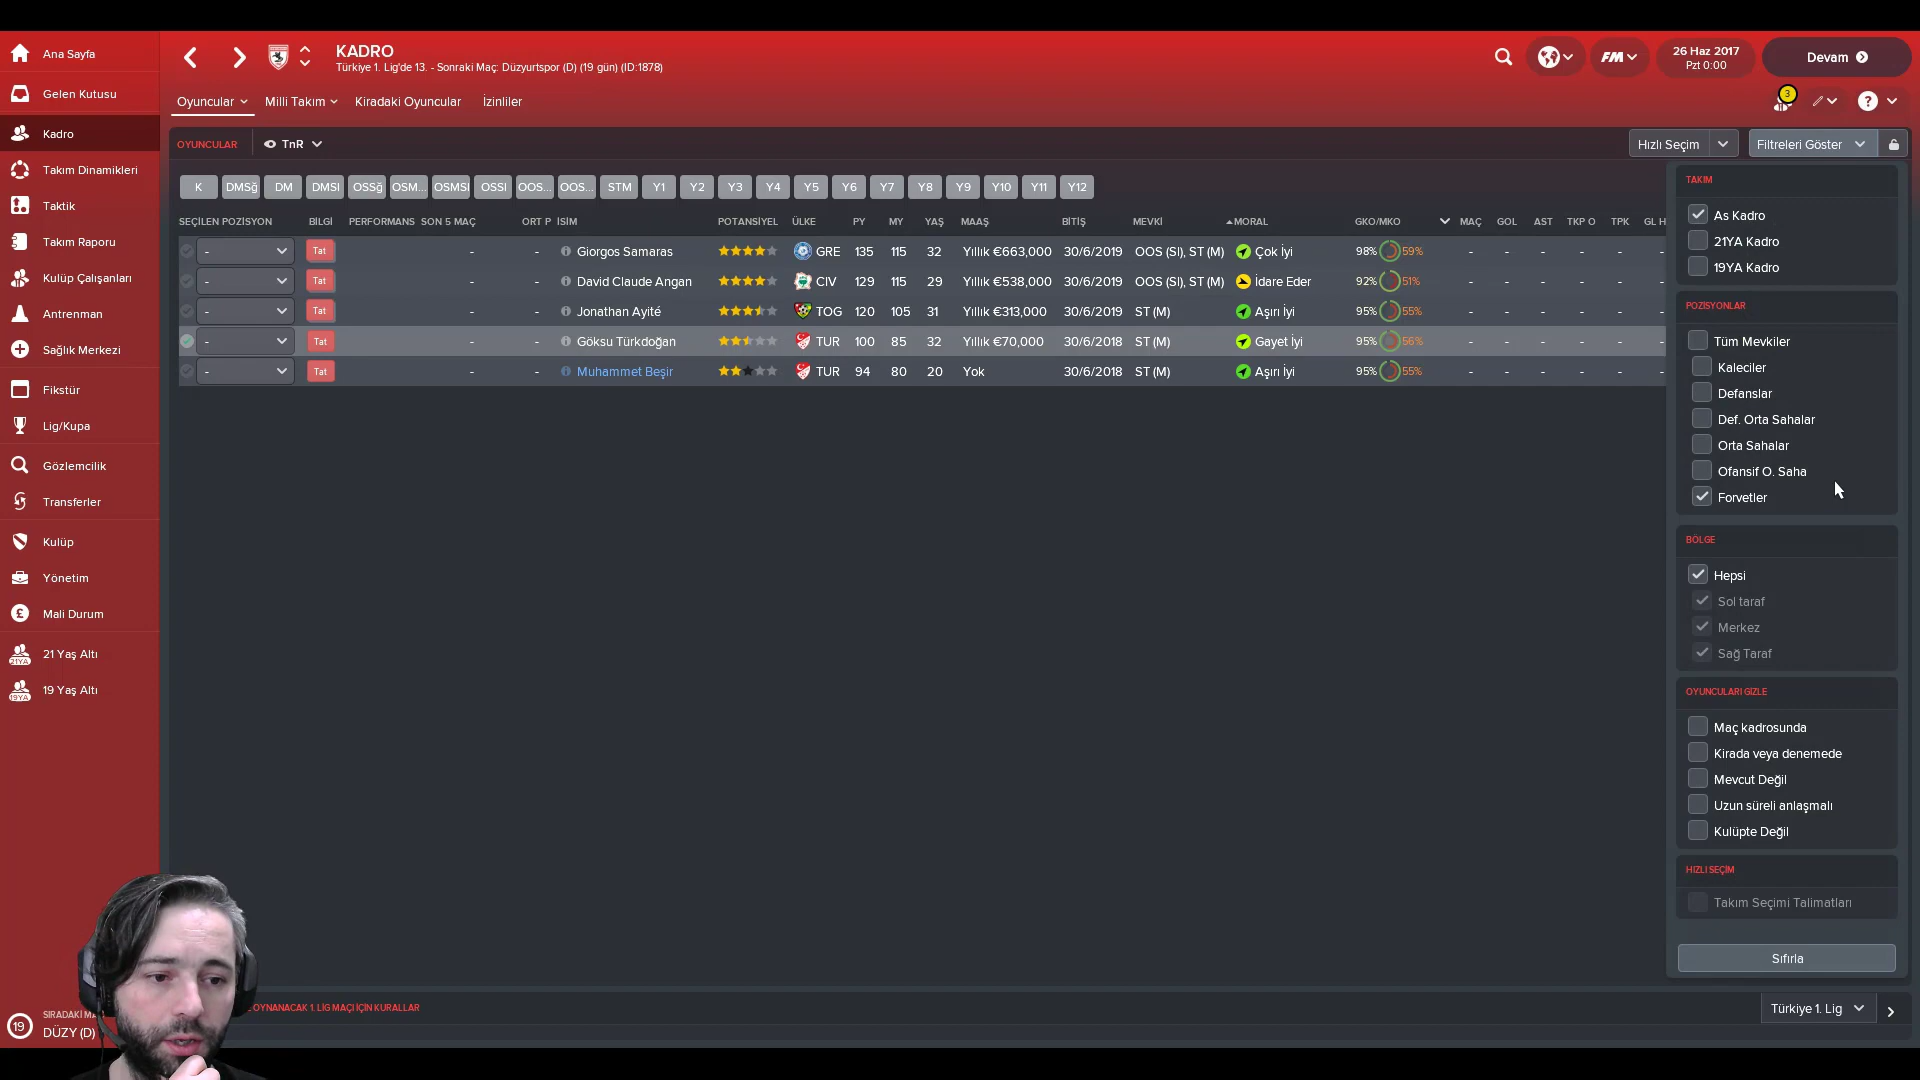 Ana Sayfa
Gelen Kutusu
Kadro
Takım Dinamikleri
Taktik
Takım Raporu
Kulüp Çalışanları
Antrenman
Sağlık Merkezi
Fikstür
Lig/Kupa
Gözlemcilik
Transferler
Kulüp
Yönetim
Mali Durum
21 Yaş Altı
19 Yaş Altı
KADRO
Türkiye 1. Lig'de 13. - Sonraki Maç: Düzyurtspor (D) (19 gün) (ID:1878)
FM
26 Haz 2017
Pzt 0:00
Devam
Oyuncular Milli Takım Kiradaki Oyuncular İzinliler
3
?
OYUNCULAR TnR Hızlı Seçim Filtreleri Göster
K DMSğ DM DMSl OSSğ OSM... OSMSl OSSl OOS... OOS... STM Y1 Y2 Y3 Y4 Y5 Y6 Y7 Y8 Y9 Y10 Y11 Y12
SEÇİLEN POZİSYON BİLGİ PERFORMANS SON 5 MAÇ ORT P İSİM POTANSİYEL ÜLKE PY MY YAŞ MAAŞ BİTİŞ MEVKİ MORAL GKO/MKO MAÇ GOL AST TKP O TPK GL H
- Tat - - Giorgos Samaras GRE 135 115 32 Yıllık €663,000 30/6/2019 OOS (Sl), ST (M) Çok İyi 98% 59% - - - - - -
- Tat - - David Claude Angan CIV 129 115 29 Yıllık €538,000 30/6/2019 OOS (Sl), ST (M) İdare Eder 92% 51% - - - - - -
- Tat - - Jonathan Ayité TOG 120 105 31 Yıllık €313,000 30/6/2019 ST (M) Aşırı İyi 95% 55% - - - - - -
- Tat - - Göksu Türkdoğan TUR 100 85 32 Yıllık €70,000 30/6/2018 ST (M) Gayet İyi 95% 56% - - - - - -
- Tat - - Muhammet Beşir TUR 94 80 20 Yok 30/6/2018 ST (M) Aşırı İyi 95% 55% - - - - - -
TAKIM
As Kadro
21YA Kadro
19YA Kadro
POZİSYONLAR
Tüm Mevkiler
Kaleciler
Defanslar
Def. Orta Sahalar
Orta Sahalar
Ofansif O. Saha
Forvetler
BÖLGE
Hepsi
Sol taraf
Merkez
Sağ Taraf
OYUNCULARI GİZLE
Maç kadrosunda
Kirada veya denemede
Mevcut Değil
Uzun süreli anlaşmalı
Kulüpte Değil
HIZLI SEÇİM
Takım Seçimi Talimatları
Sıfırla
OYNANACAK 1. LİG MAÇI İÇİN KURALLAR
Türkiye 1. Lig
19
SIRADAKİ
DÜZY (D)